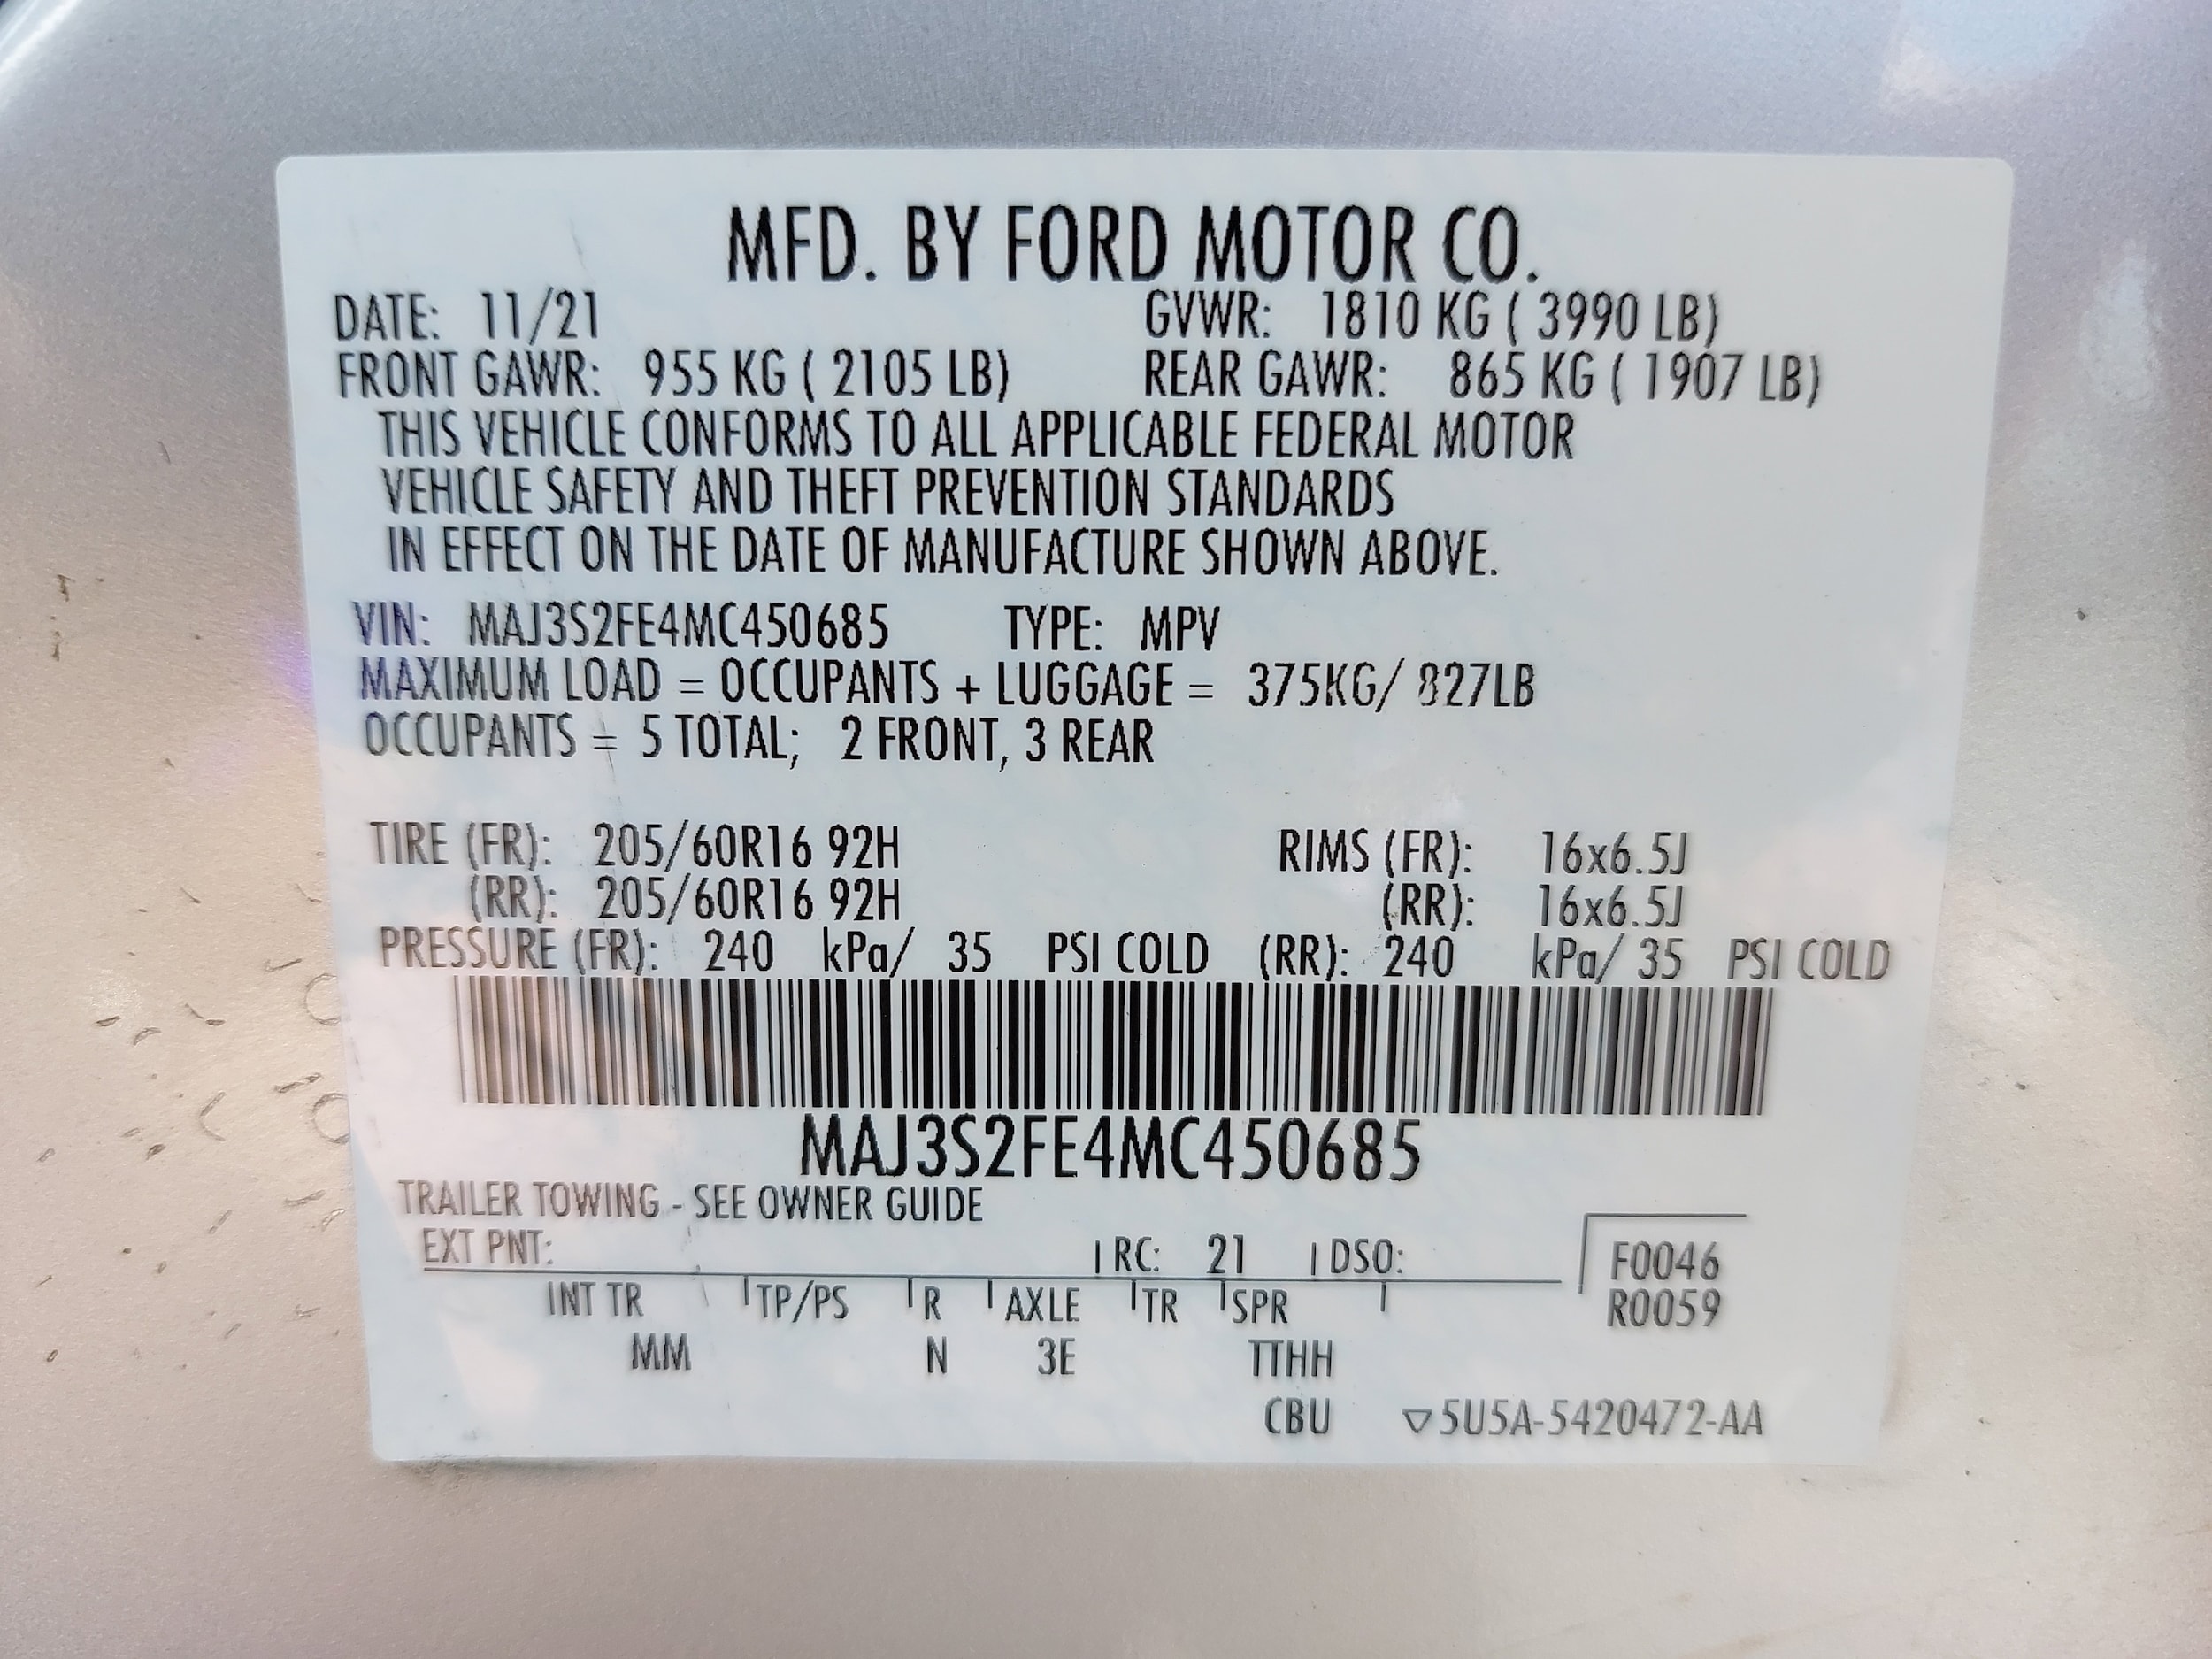 MFD. BY FORD MOTOR CO.
DATE: 11/21 GVWR: 1810 KG ( 3990 LB)
FRONT GAWR: 955 KG ( 2105 LB) REAR GAWR: 865 KG ( 1907 LB)
THIS VEHICLE CONFORMS TO ALL APPLICABLE FEDERAL MOTOR
VEHICLE SAFETY AND THEFT PREVENTION STANDARDS
IN EFFECT ON THE DATE OF MANUFACTURE SHOWN ABOVE.
VIN: MAJ3S2FE4MC450685 TYPE: MPV
MAXIMUM LOAD = OCCUPANTS + LUGGAGE = 375KG/ 827LB
OCCUPANTS = 5 TOTAL; 2 FRONT, 3 REAR
TIRE (FR): 205/60R16 92H RIMS (FR): 16x6.5J
(RR): 205/60R16 92H (RR): 16x6.5J
PRESSURE (FR): 240 kPa/ 35 PSI COLD (RR): 240 kPa/ 35 PSI COLD
MAJ3S2FE4MC450685
TRAILER TOWING - SEE OWNER GUIDE
EXT PNT: RC: 21 DSO: F0046
INT TR TP/PS R AXLE TR SPR R0059
MM N 3E TTHH
CBU ▽5U5A-5420472-AA